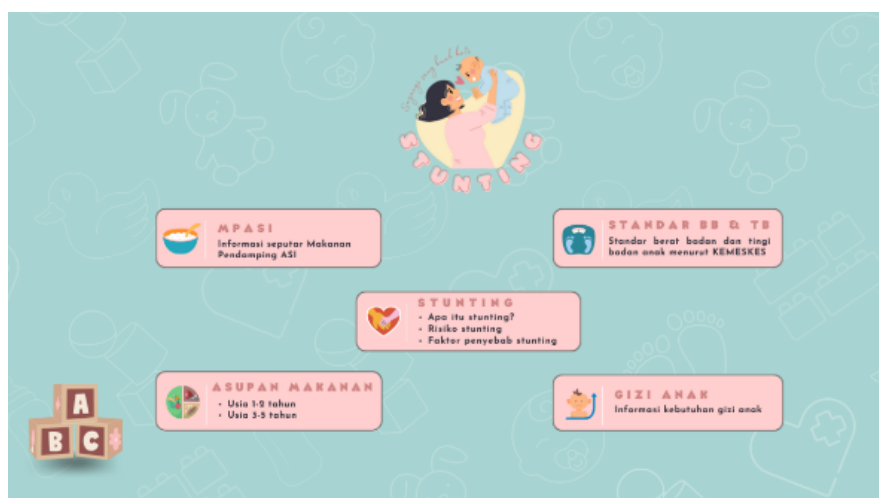 STUNTING
MPASI
Informasi seputar Makanan
Pendamping ASI
STANDAR BB & TB
Standar berat badan dan tingi
badan anak menurut KEMESKES
STUNTING
• Apa itu stunting?
• Risiko stunting
• Faktor penyebab stunting
ASUPAN MAKANAN
• Usia 1-2 tahun
• Usia 3-5 tahun
GIZI ANAK
Informasi kebutuhan gizi anak
A
B C